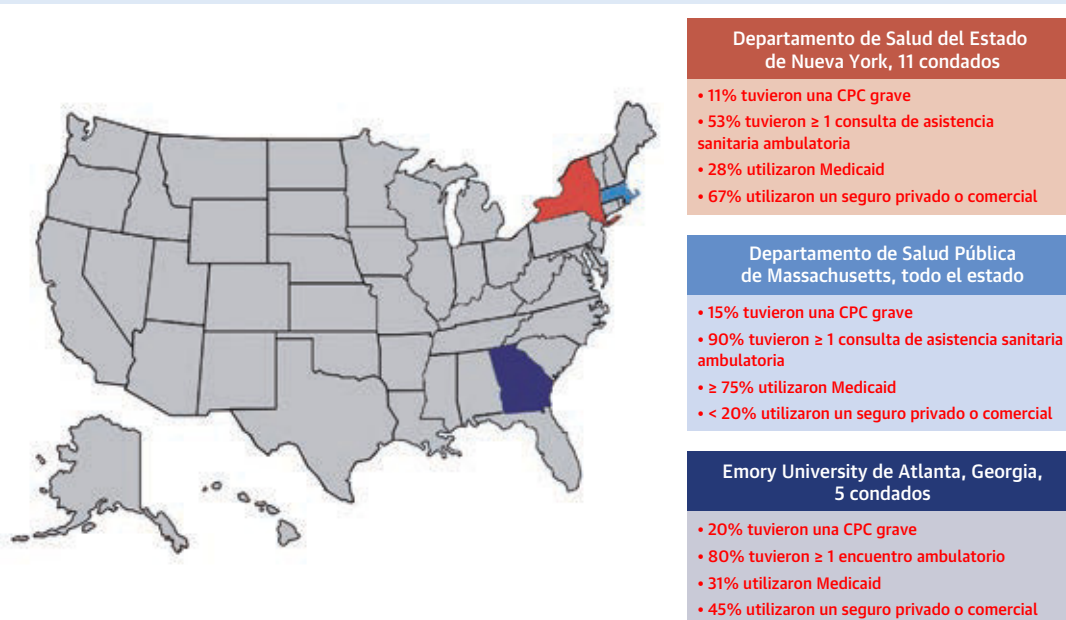 Departamento de Salud del Estado
de Nueva York, 11 condados
• 11% tuvieron una CPC grave
• 53% tuvieron ≥ 1 consulta de asistencia
sanitaria ambulatoria
• 28% utilizaron Medicaid
• 67% utilizaron un seguro privado o comercial
Departamento de Salud Pública
de Massachusetts, todo el estado
• 15% tuvieron una CPC grave
• 90% tuvieron ≥ 1 consulta de asistencia sanitaria
ambulatoria
• ≥ 75% utilizaron Medicaid
• < 20% utilizaron un seguro privado o comercial
Emory University de Atlanta, Georgia,
5 condados
• 20% tuvieron una CPC grave
• 80% tuvieron ≥ 1 encuentro ambulatorio
• 31% utilizaron Medicaid
• 45% utilizaron un seguro privado o comercial